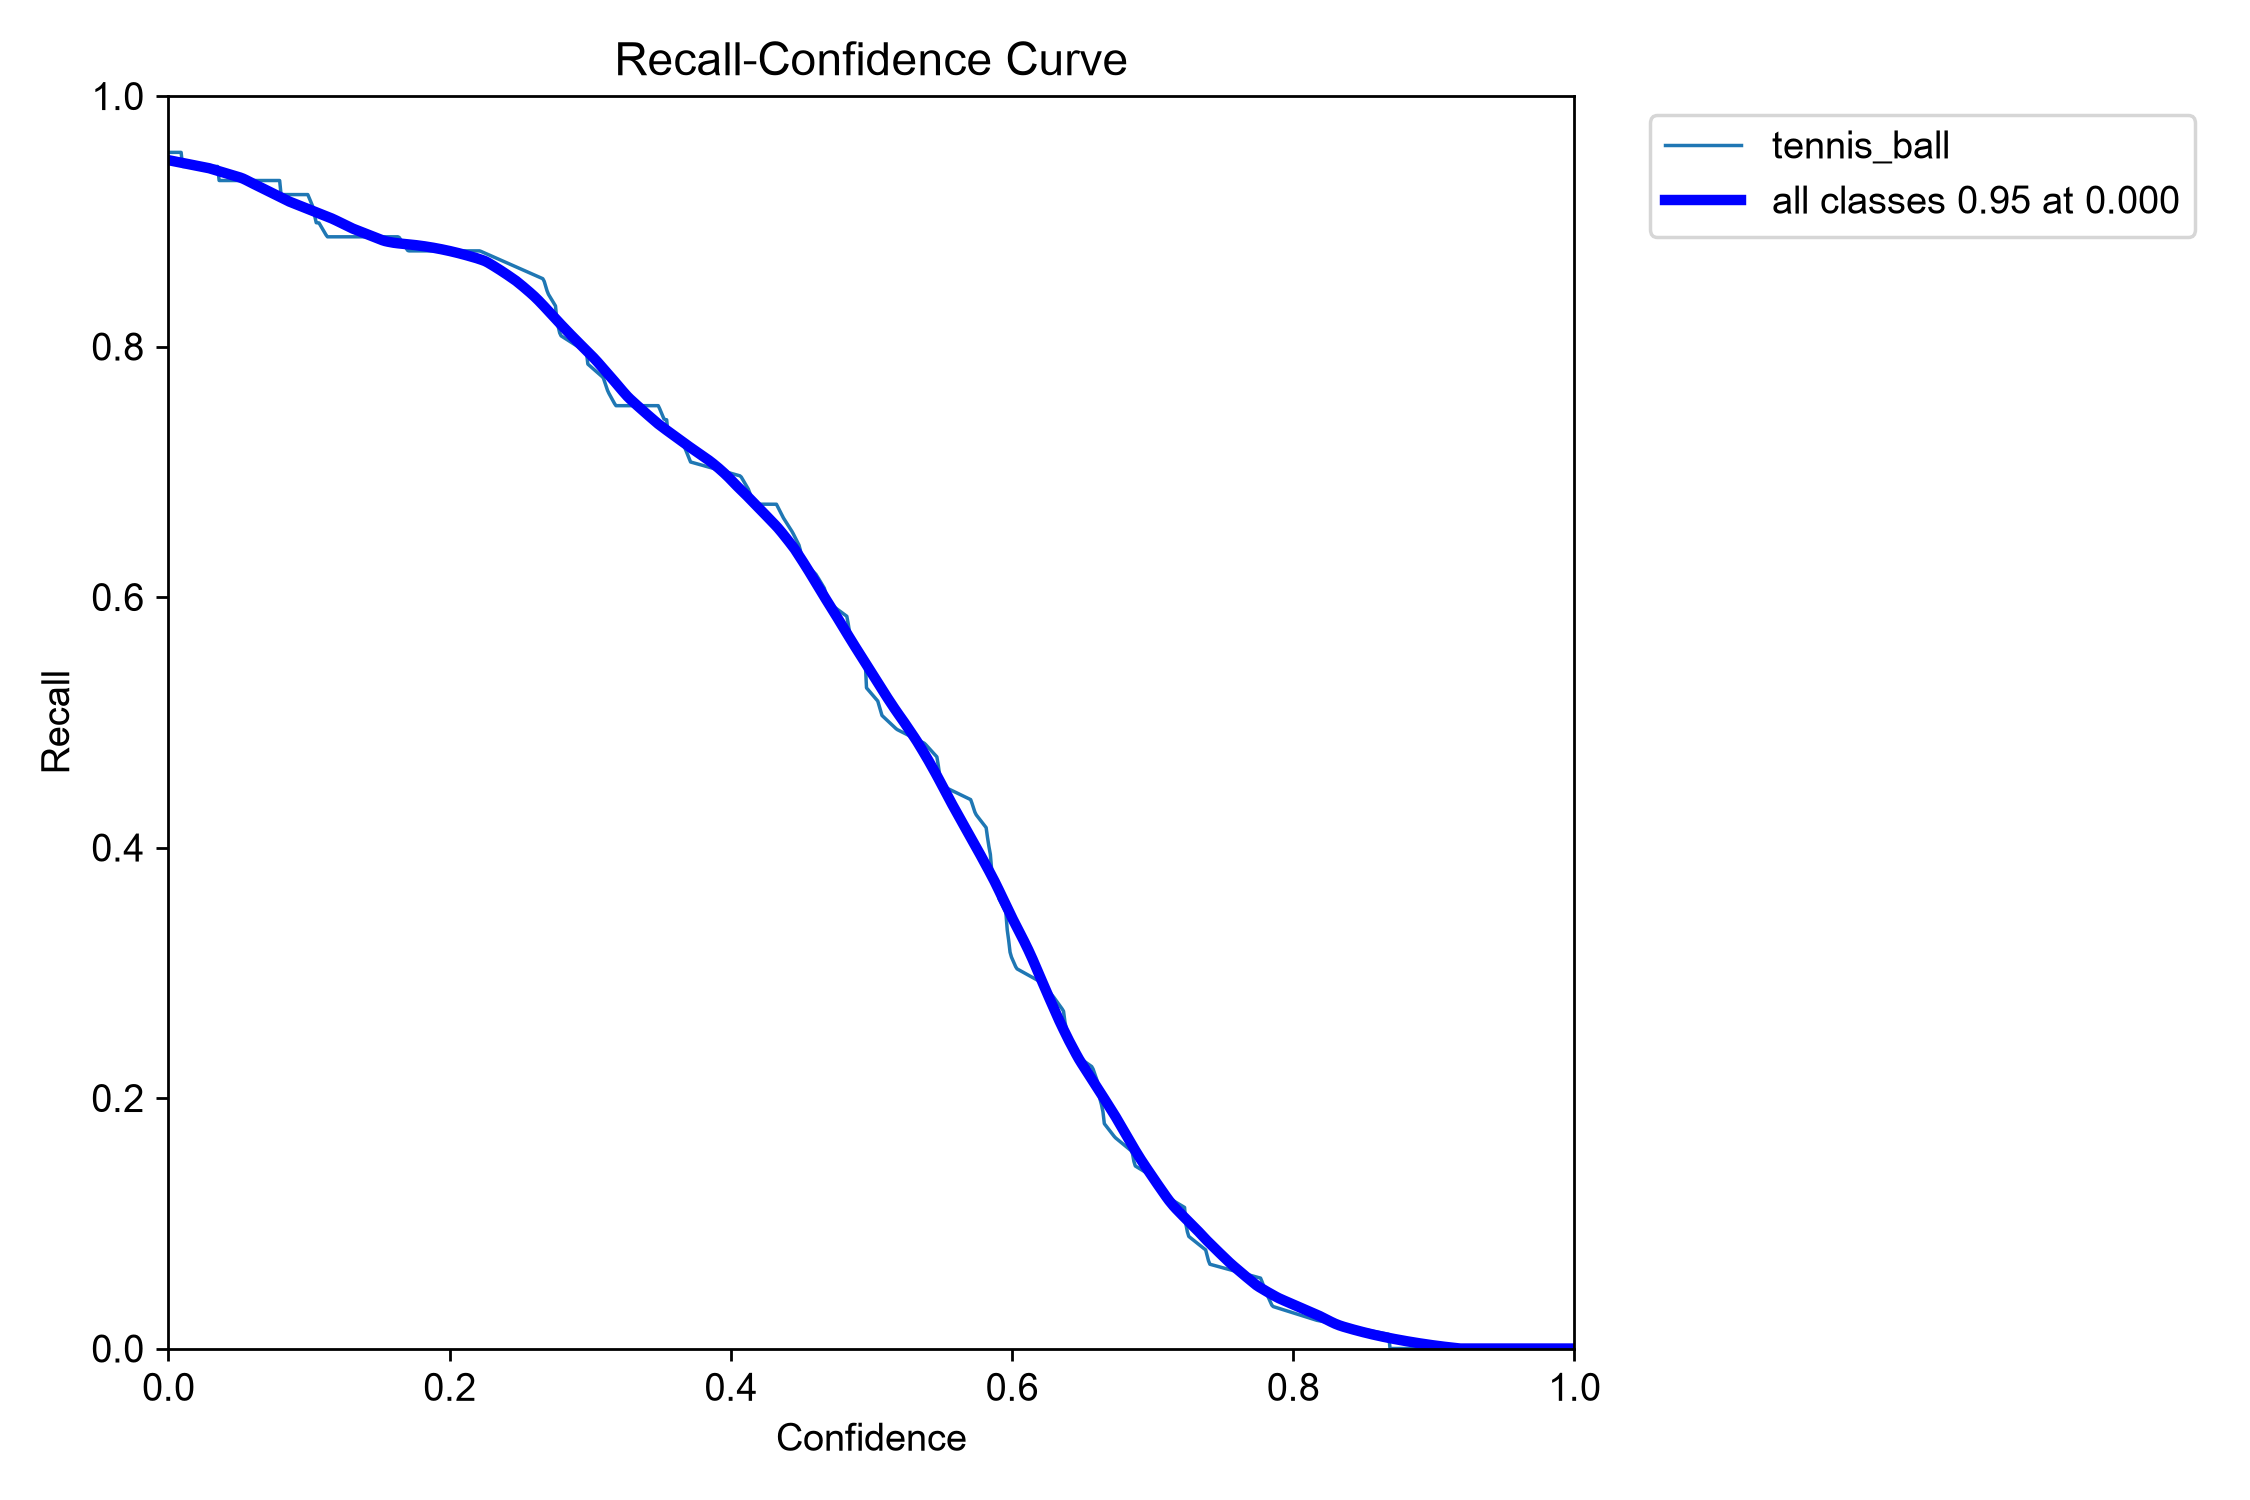 Recall-Confidence Curve
1.0
0.8
0.6
0.4
0.2
0.0
Recall
0.0 0.2 0.4 0.6 0.8 1.0
Confidence
tennis_ball
all classes 0.95 at 0.000